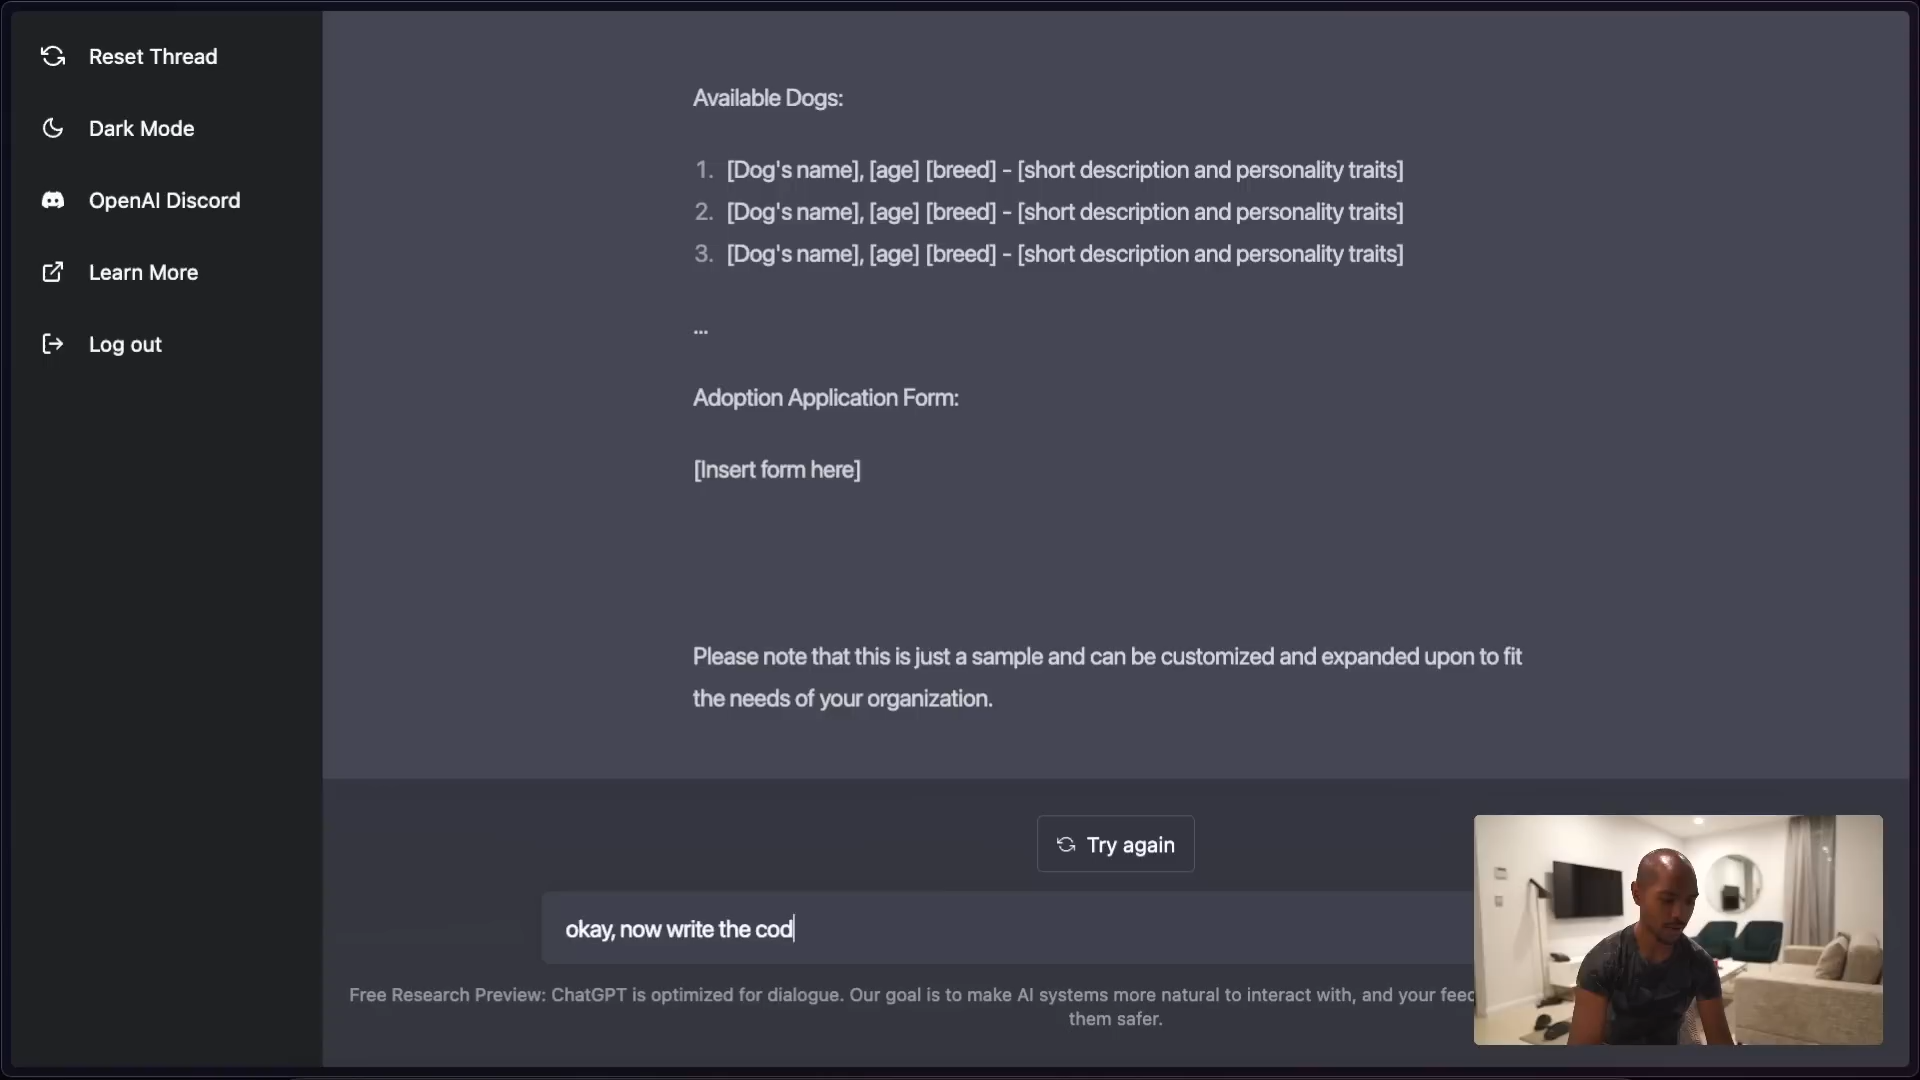 Reset Thread
Dark Mode
OpenAI Discord
Learn More
Log out
Available Dogs:
1. [Dog's name], [age] [breed] - [short description and personality traits]
2. [Dog's name], [age] [breed] - [short description and personality traits]
3. [Dog's name], [age] [breed] - [short description and personality traits]
...
Adoption Application Form:
[Insert form here]
Please note that this is just a sample and can be customized and expanded upon to fit
the needs of your organization.
Try again
okay, now write the cod
Free Research Preview: ChatGPT is optimized for dialogue. Our goal is to make AI systems more natural to interact with, and your
them safer.